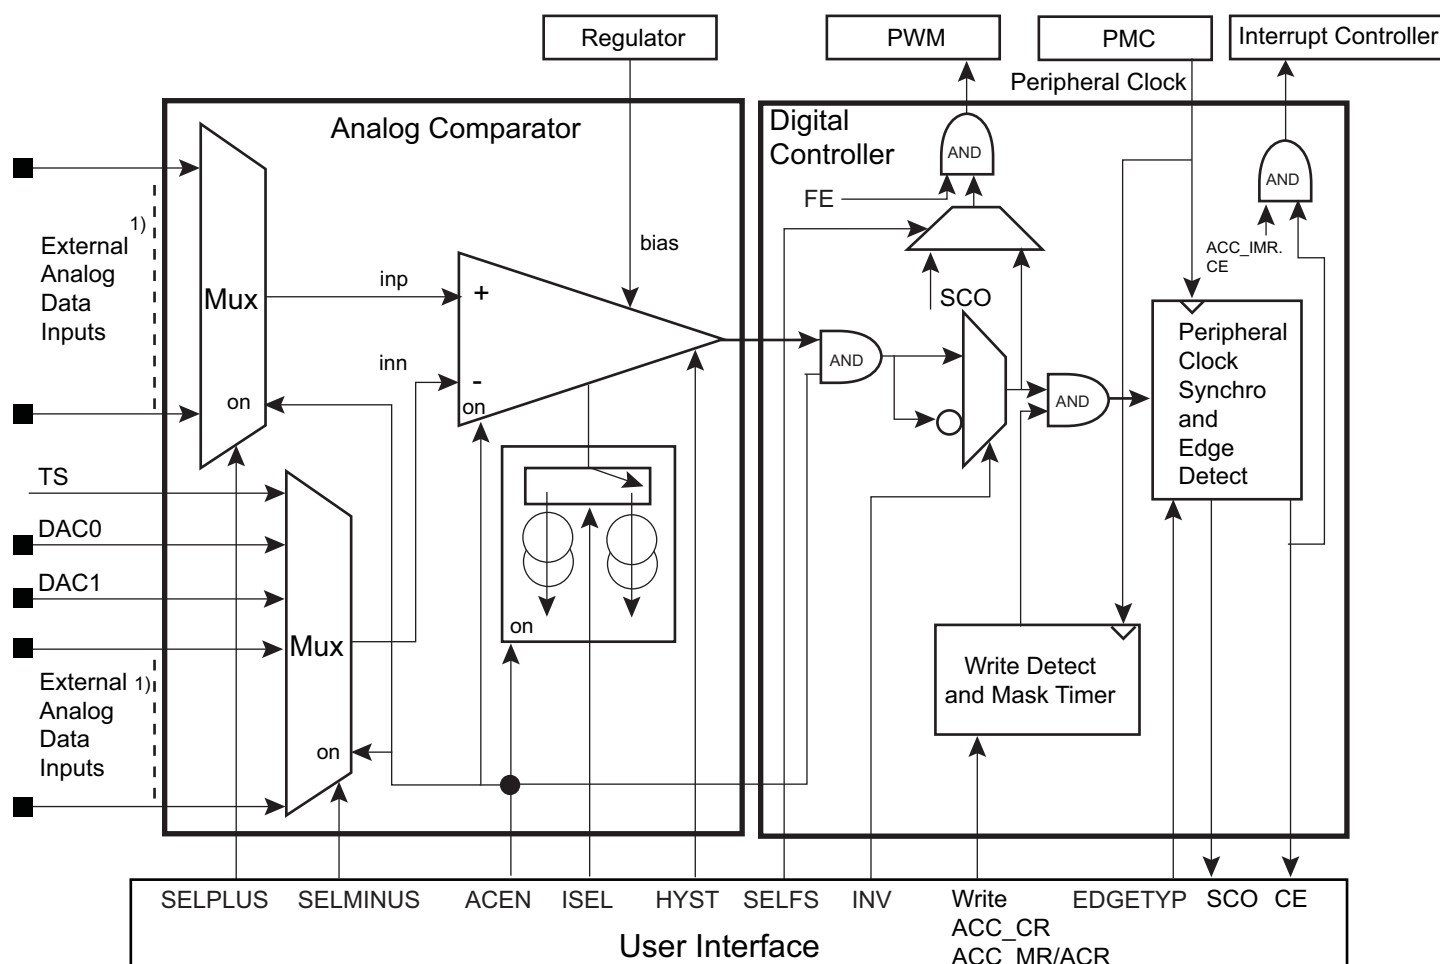 Regulator
PWM
PMC
Interrupt Controller
Peripheral Clock
Analog Comparator
Digital
Controller
AND
AND
FE
1)
External
Analog
Data
Inputs
bias
ACC_IMR.
CE
inp
Mux
+
SCO
Peripheral
Clock
Synchro
and
Edge
Detect
AND
inn
-
on
on
AND
TS
DAC0
DAC1
on
Mux
Write Detect
and Mask Timer
External 1)
Analog
Data
Inputs
on
SELPLUS
SELMINUS
ACEN
ISEL
HYST
SELFS
INV
Write
ACC_CR
ACC_MR/ACR
EDGETYP
SCO
CE
User Interface